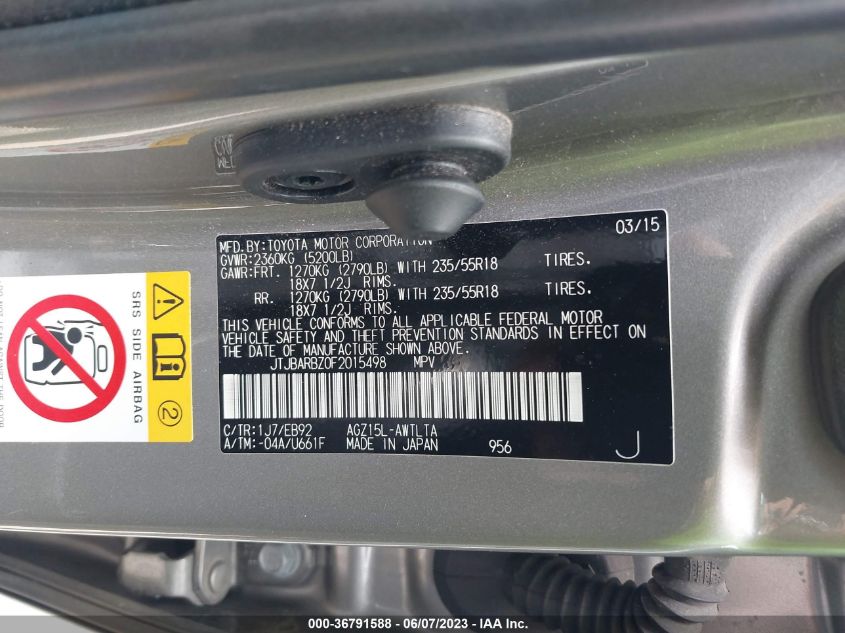 03/15
MFD.BY:TOYOTA MOTOR CORPORATION
GVWR:2360KG (5200LB)
GAWR:FRT. 1270KG (2790LB) WITH 235/55R18 TIRES.
18X7 1/2J RIMS.
RR. 1270KG (2790LB) WITH 235/55R18 TIRES.
18X7 1/2J RIMS.
THIS VEHICLE CONFORMS TO ALL APPLICABLE FEDERAL MOTOR
VEHICLE SAFETY AND THEFT PREVENTION STANDARDS IN EFFECT ON
THE DATE OF MANUFACTURE SHOWN ABOVE.
JTJBARBZ0F2015498 MPV
C/TR:1J7/EB92 AGZ15L-AWTLTA
A/TM:-04A/U661F MADE IN JAPAN 956
J
SRS SIDE AIRBAG
2
000-36791588 - 06/07/2023 - IAA Inc.